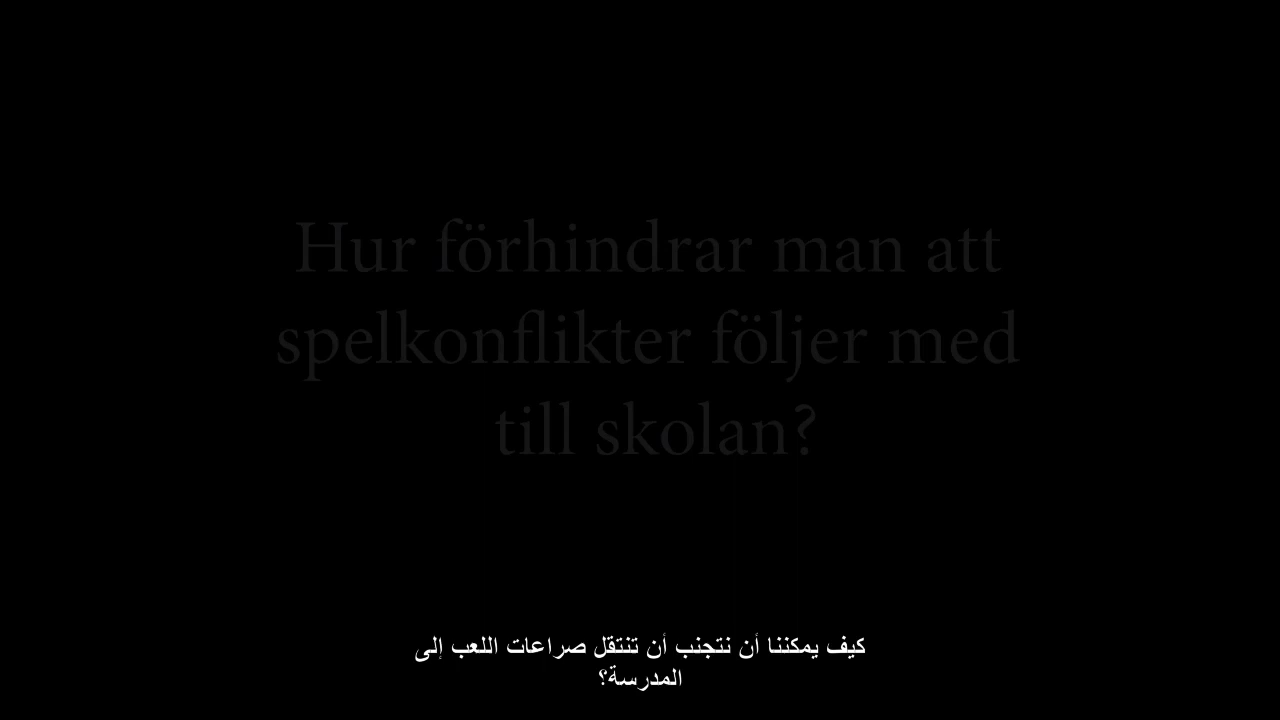 Hur förhindrar man att
spelkonflikter följer med
till skolan?
كيف يمكننا أن نتجنب أن تنتقل صراعات اللعب إلى
المدرسة؟